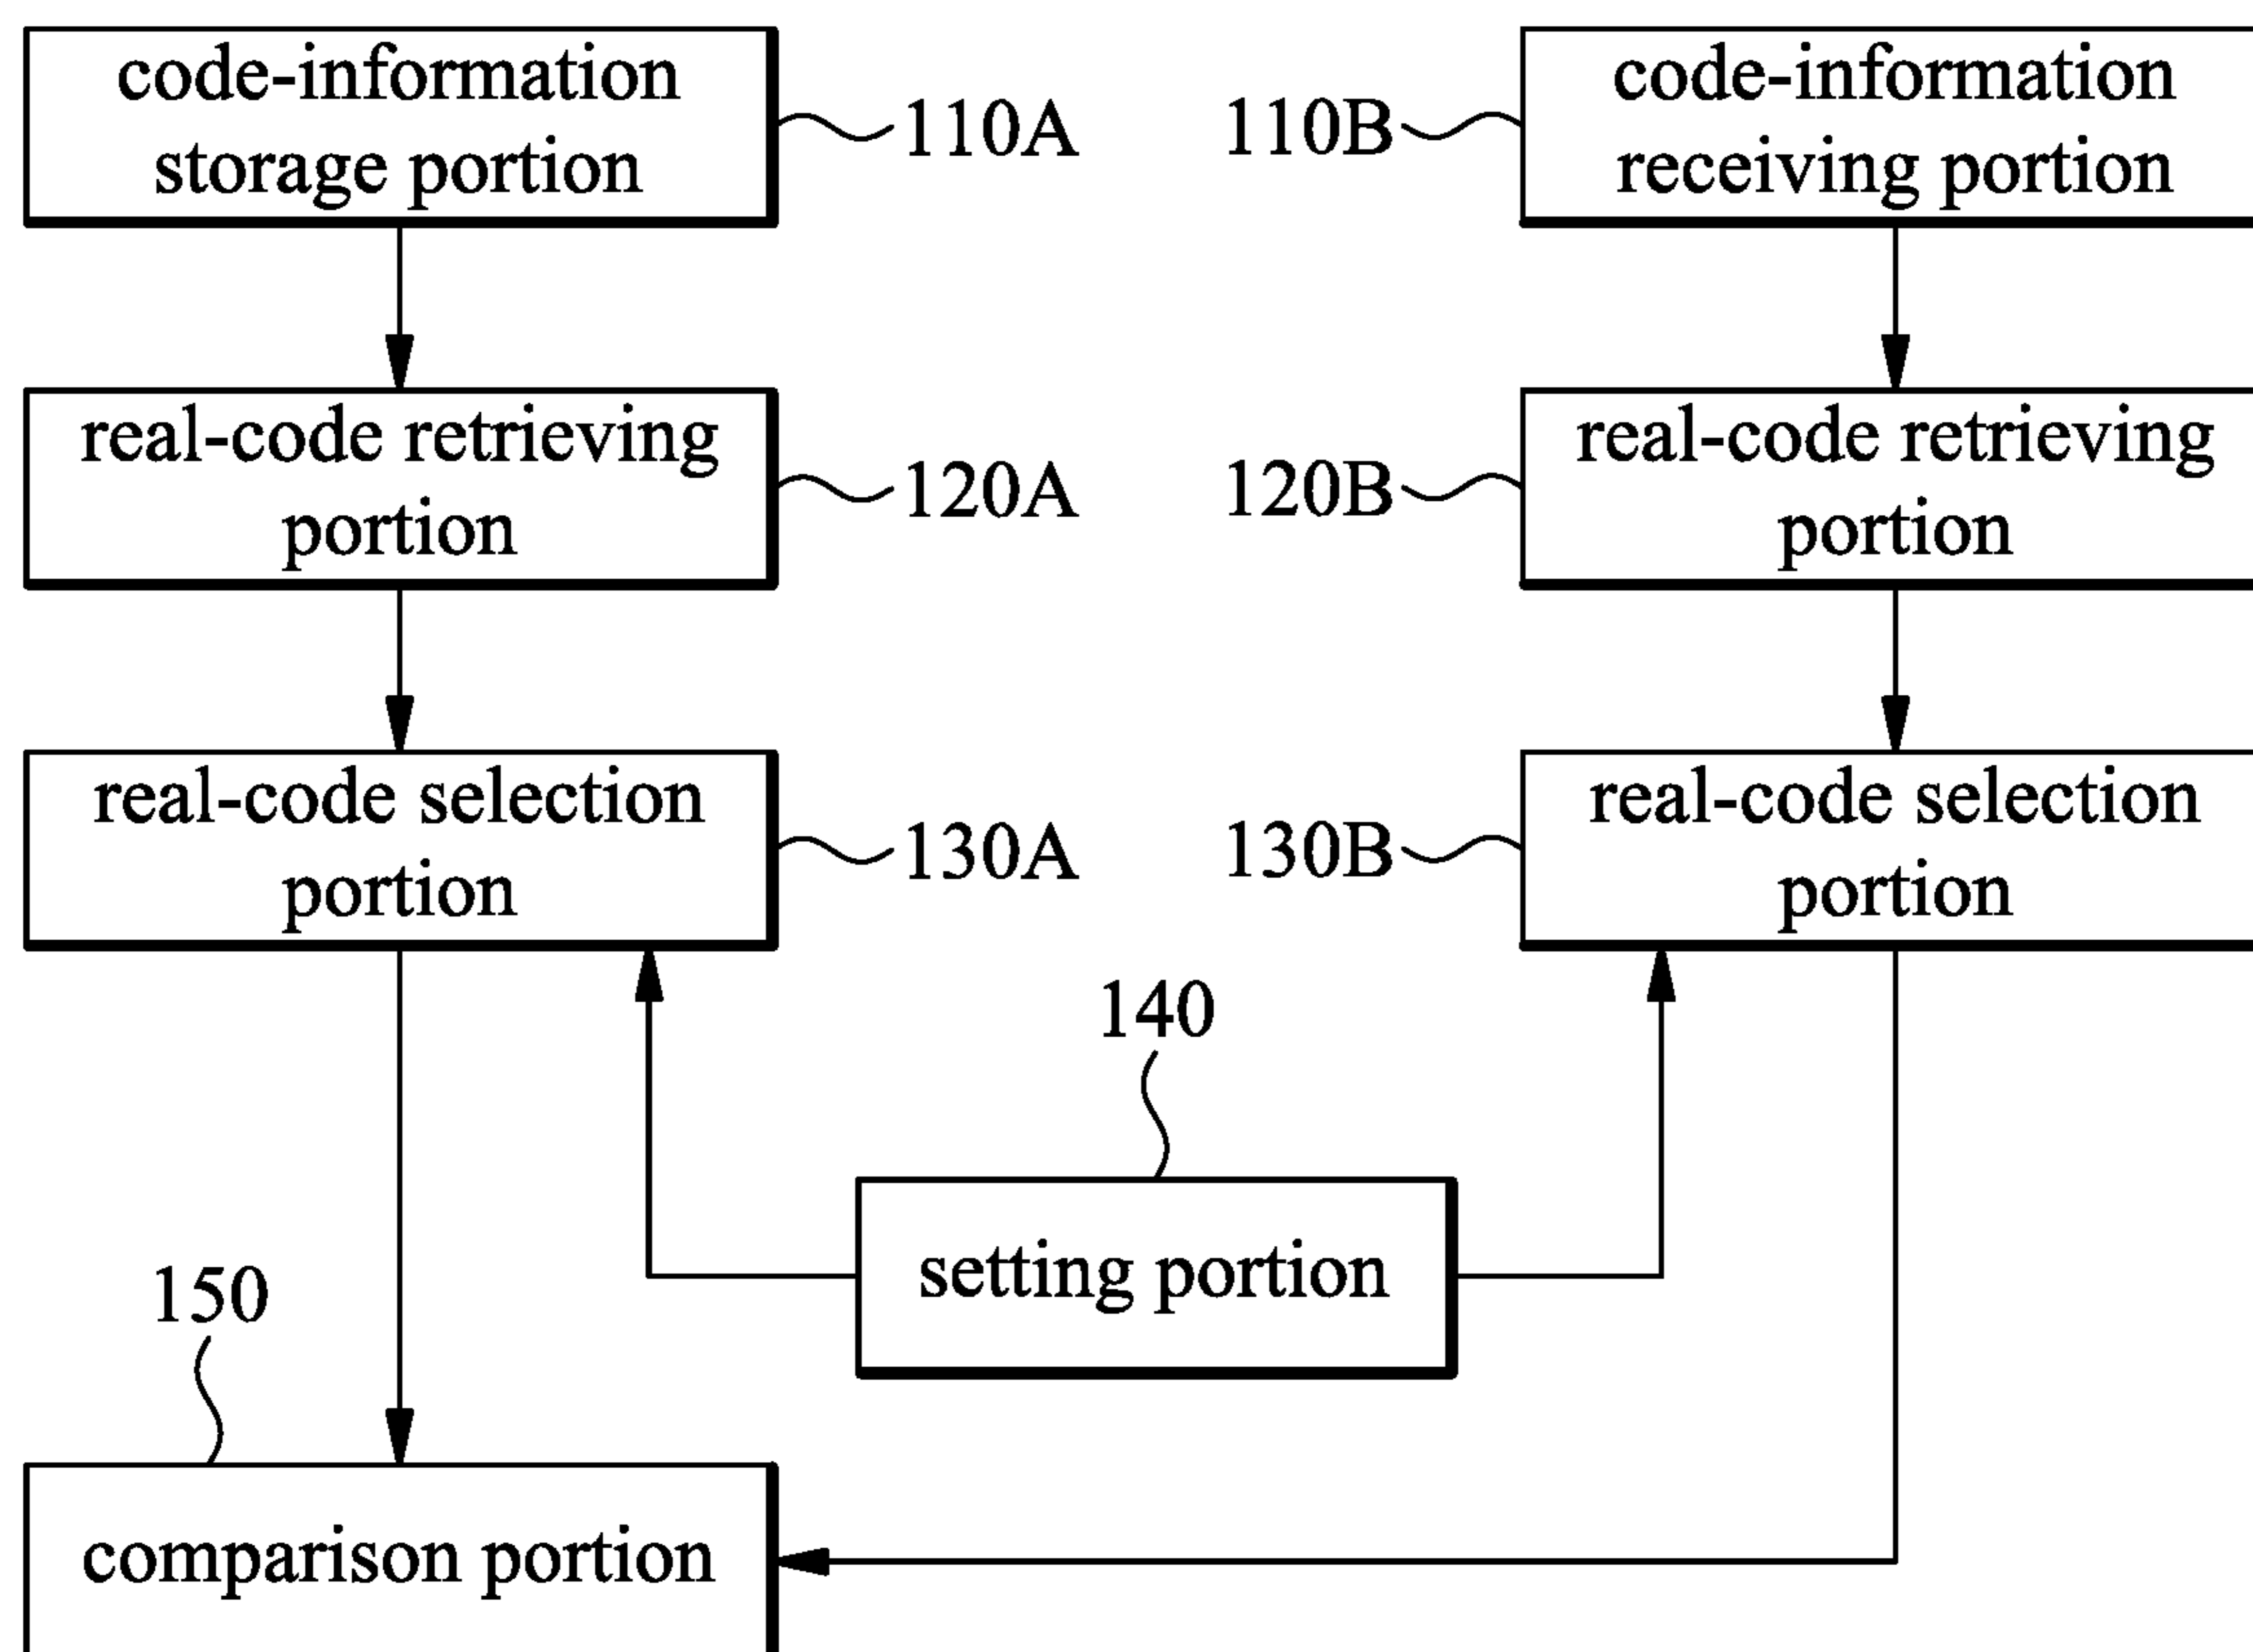 code-information
storage portion
110A
110B
code-information
receiving portion
real-code retrieving
portion
120A
120B
real-code retrieving
portion
real-code selection
portion
130A
130B
real-code selection
portion
140
setting portion
150
comparison portion